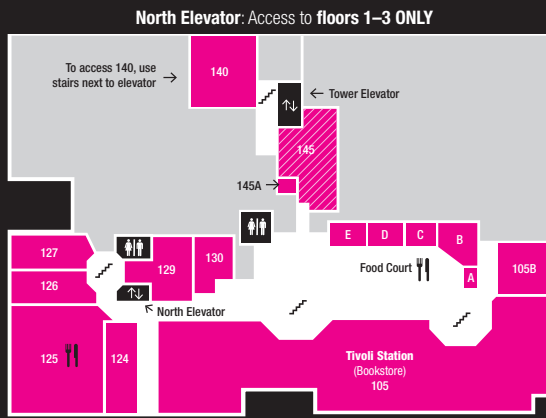 North Elevator: Access to floors 1–3 ONLY
To access 140, use
stairs next to elevator →
140
← Tower Elevator
145
145A →
E
D
C
B
A
105B
Food Court
127
126
129
130
North Elevator
125
124
Tivoli Station
(Bookstore)
105